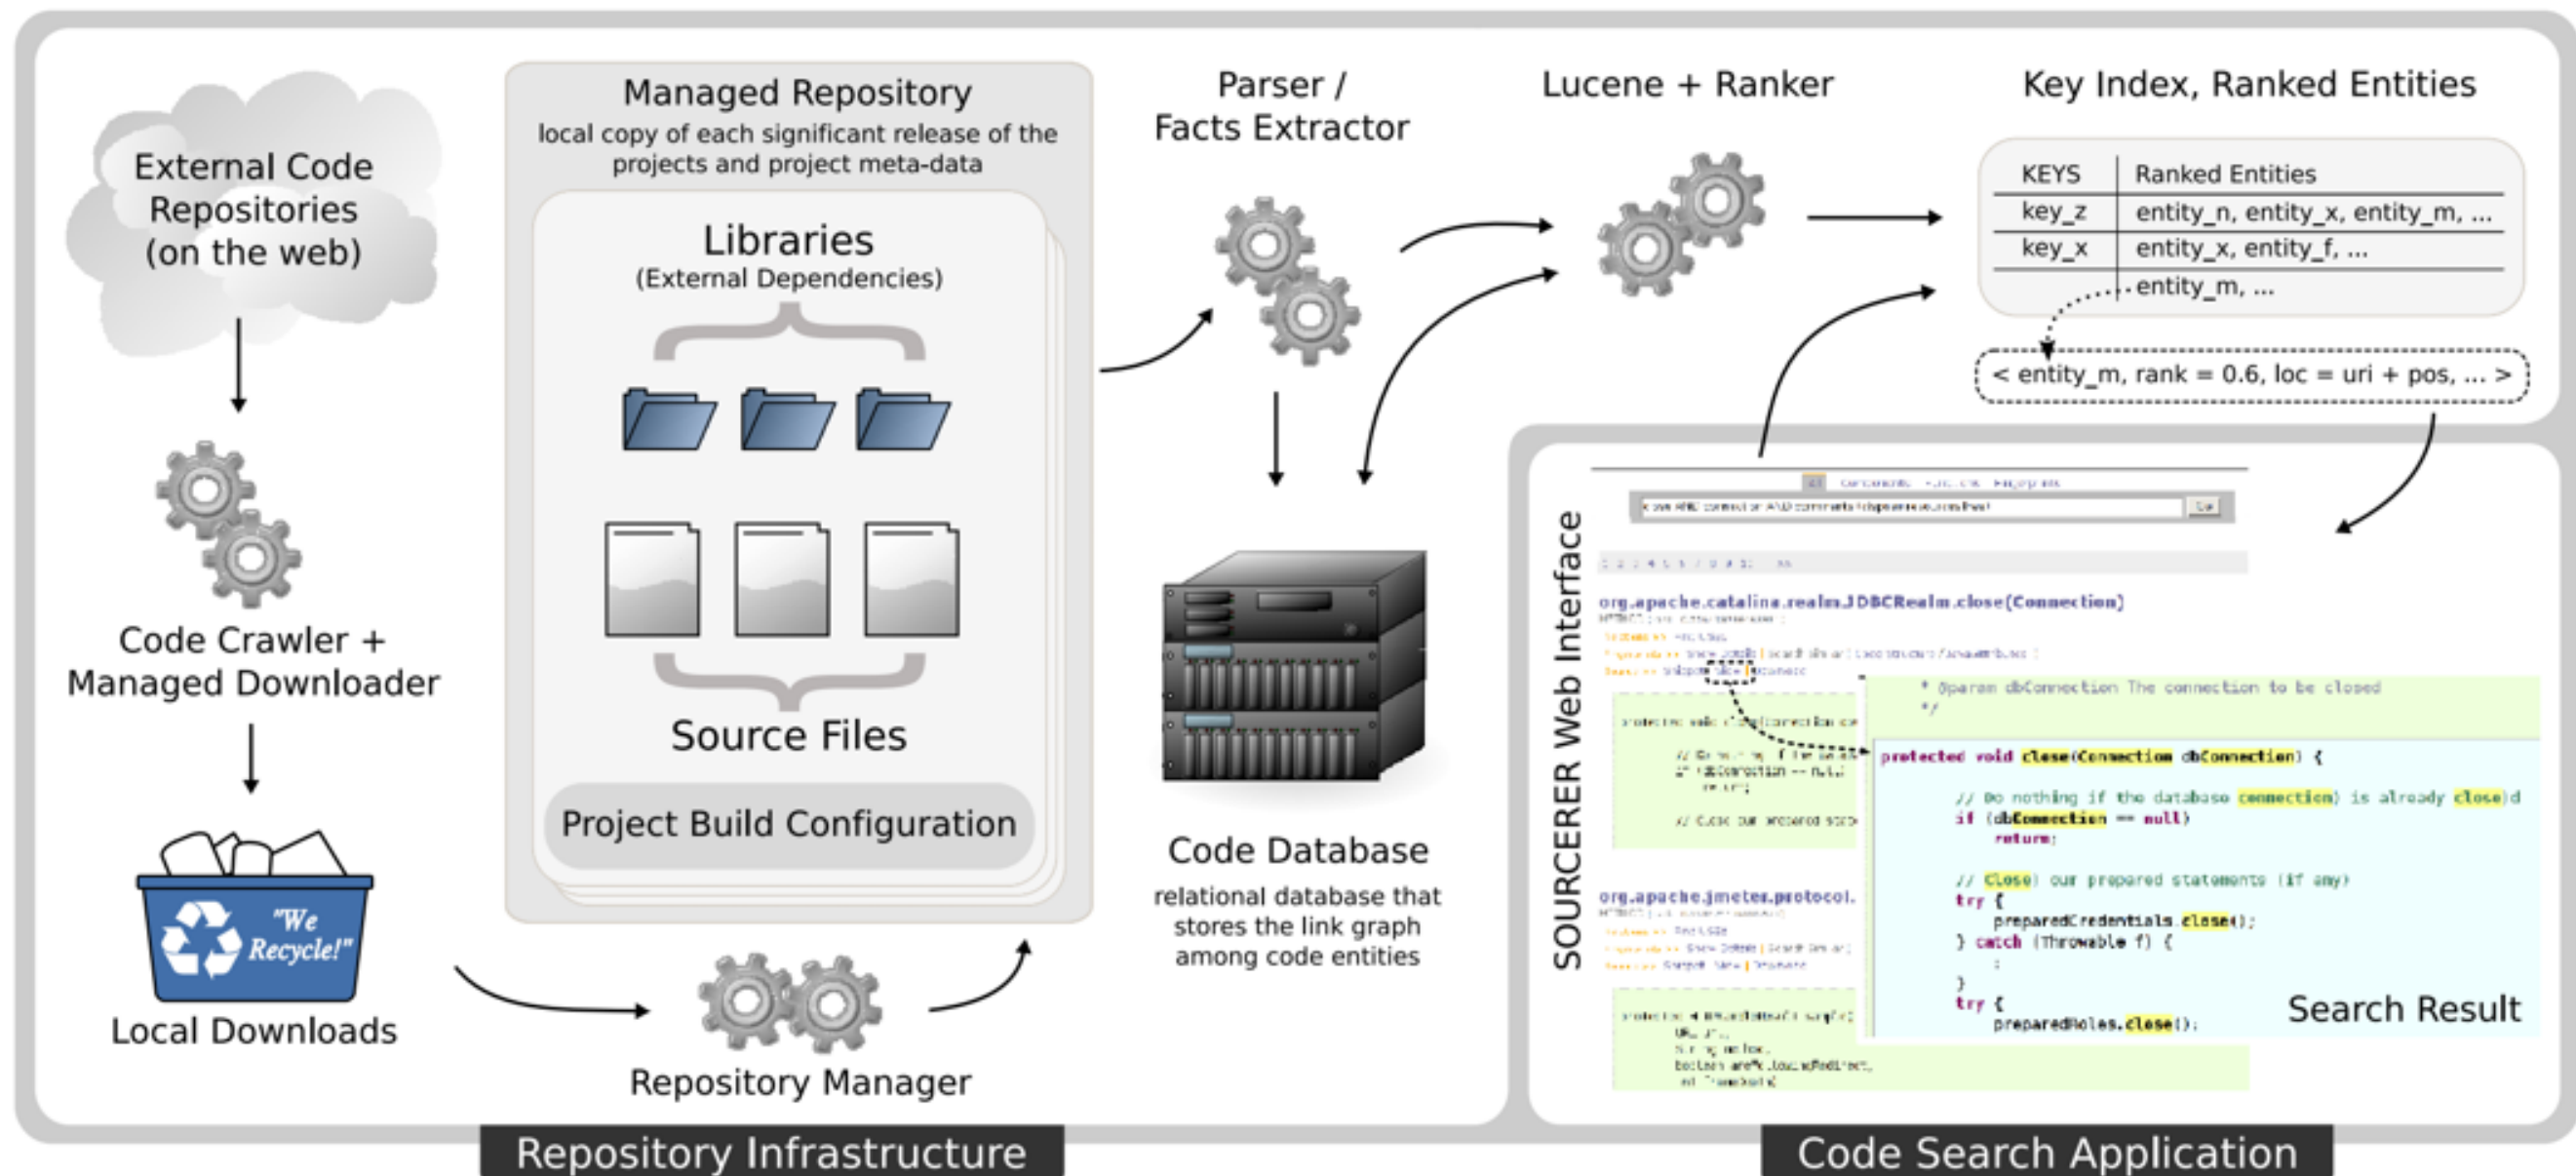 External Code
Repositories
(on the web)
Code Crawler +
Managed Downloader
"We
Recycle!"
Local Downloads
Managed Repository
local copy of each significant release of the
projects and project meta-data
Libraries
(External Dependencies)
Source Files
Project Build Configuration
Repository Manager
Parser /
Facts Extractor
Code Database
relational database that
stores the link graph
among code entities
Lucene + Ranker
Key Index, Ranked Entities
KEYS Ranked Entities
key_z entity_n, entity_x, entity_m, ...
key_x entity_x, entity_f, ...
entity_m, ...
< entity_m, rank = 0.6, loc = uri + pos, ... >
SOURCERER Web Interface
org.apache.catalina.realm.JDBCRealm.close(Connection)
org.apache.jmeter.protocol.
* @param dbConnection The connection to be closed
*/
protected void close(Connection dbConnection) {
// Do nothing if the database connection) is already close)d
if (dbConnection == null)
return;
// Close) our prepared statements (if any)
try {
preparedCredentials.close();
} catch (Throwable f) {
;
}
try {
preparedRoles.close();
Search Result
Repository Infrastructure
Code Search Application